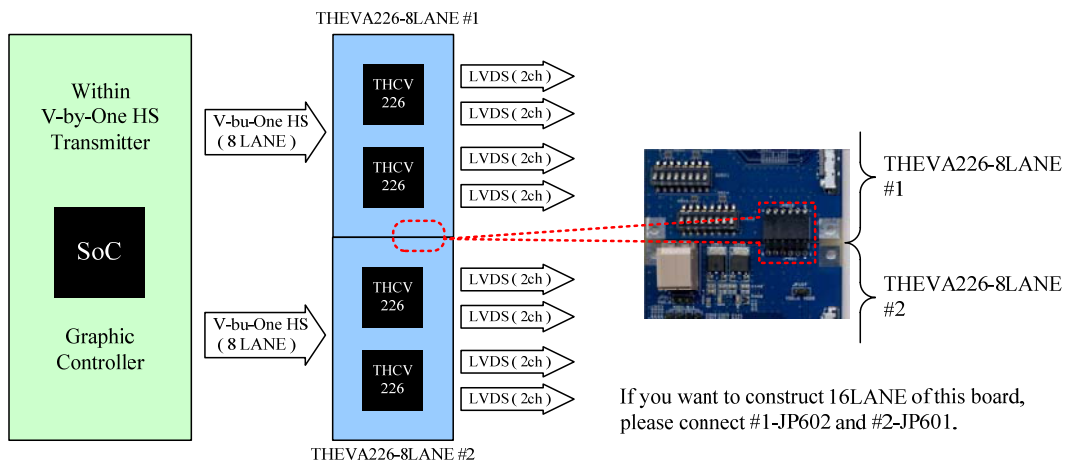 THEVA226-8LANE #1
Within
V-by-One HS
Transmitter
SoC
Graphic
Controller
V-bu-One HS
( 8 LANE )
V-bu-One HS
( 8 LANE )
THCV
226
THCV
226
THCV
226
THCV
226
LVDS ( 2ch )
LVDS ( 2ch )
LVDS ( 2ch )
LVDS ( 2ch )
LVDS ( 2ch )
LVDS ( 2ch )
LVDS ( 2ch )
LVDS ( 2ch )
THEVA226-8LANE #2
THEVA226-8LANE
#1
THEVA226-8LANE
#2
If you want to construct 16LANE of this board,
please connect #1-JP602 and #2-JP601.